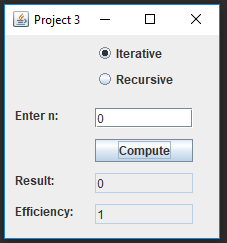 Project 3
Iterative
Recursive
Enter n: 0
Compute
Result: 0
Efficiency: 1